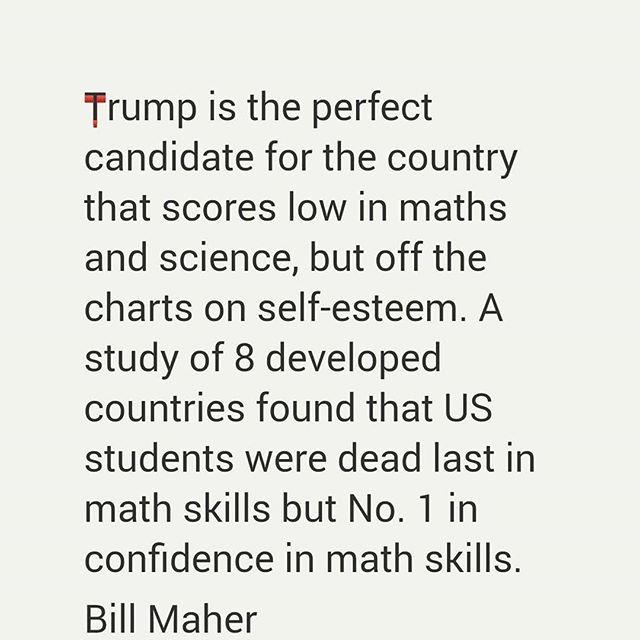 Trump is the perfect
candidate for the country
that scores low in maths
and science, but off the
charts on self-esteem. A
study of 8 developed
countries found that US
students were dead last in
math skills but No. 1 in
confidence in math skills.
Bill Maher